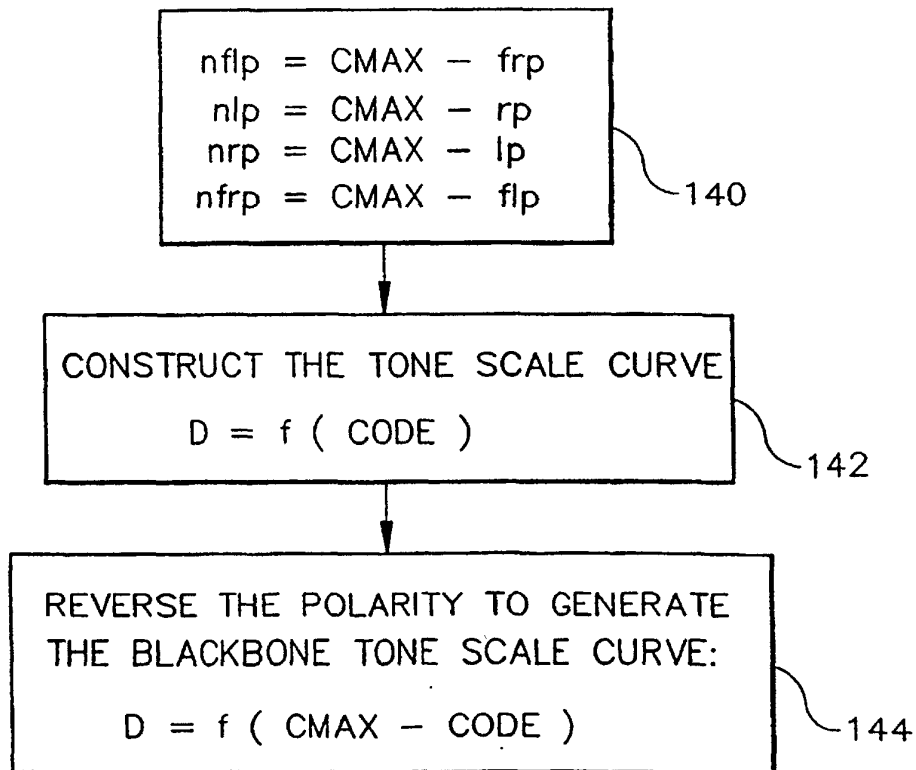 nflp = CMAX - frp
nlp = CMAX - rp
nrp = CMAX - lp
nfrp = CMAX - flp
140
CONSTRUCT THE TONE SCALE CURVE
D = f ( CODE )
142
REVERSE THE POLARITY TO GENERATE
THE BLACKBONE TONE SCALE CURVE:
D = f ( CMAX - CODE )
144